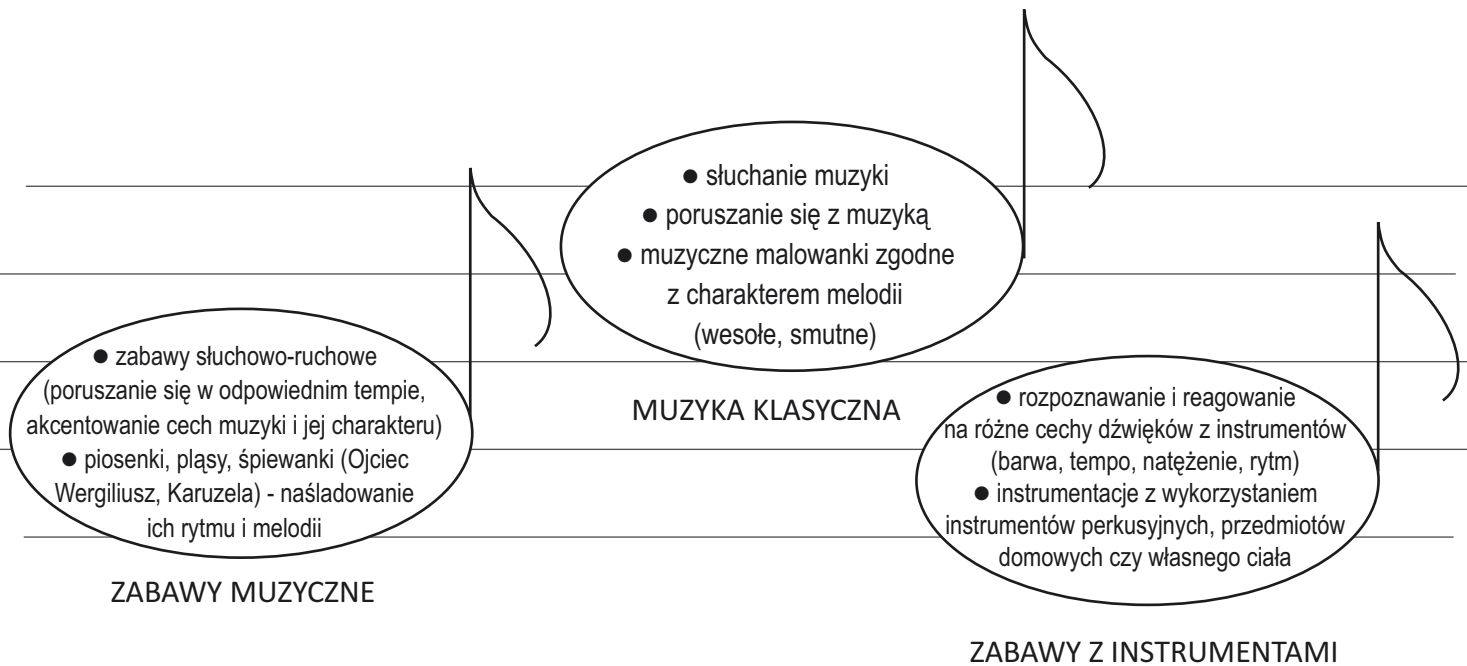 ● zabawy słuchowo-ruchowe
(poruszanie się w odpowiednim tempie,
akcentowanie cech muzyki i jej charakteru)
● piosenki, pląsy, śpiewanki (Ojciec
Wergiliusz, Karuzela) - naśladowanie
ich rytmu i melodii
ZABAWY MUZYCZNE
● słuchanie muzyki
● poruszanie się z muzyką
● muzyczne malowanki zgodne
z charakterem melodii
(wesołe, smutne)
MUZYKA KLASYCZNA
● rozpoznawanie i reagowanie
na różne cechy dźwięków z instrumentów
(barwa, tempo, natężenie, rytm)
● instrumentacje z wykorzystaniem
instrumentów perkusyjnych, przedmiotów
domowych czy własnego ciała
ZABAWY Z INSTRUMENTAMI